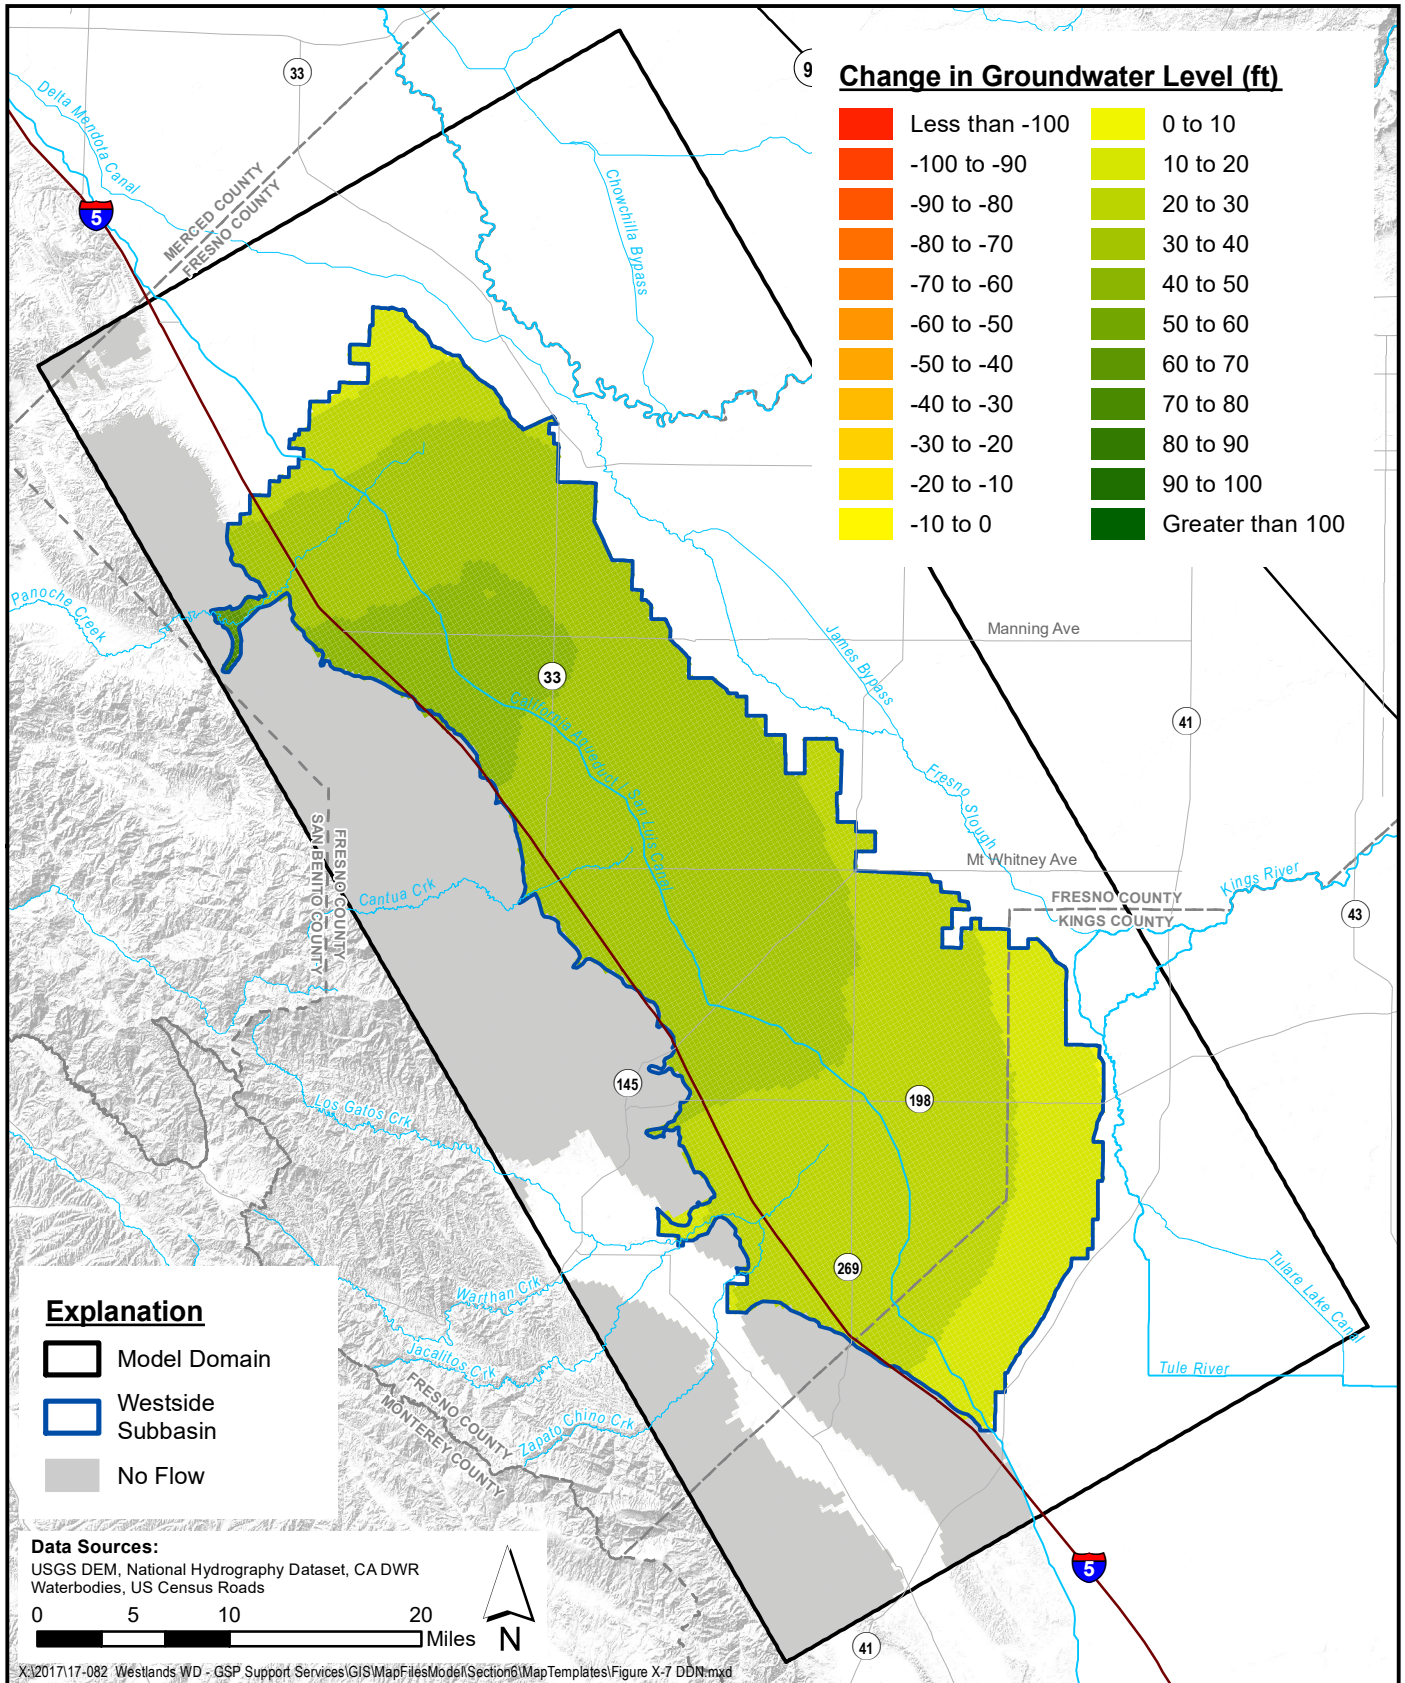 33
9
Delta Mendota Canal
MERCED COUNTY
FRESNO COUNTY
5
Chowchilla Bypass
Change in Groundwater Level (ft)
Less than -100
-100 to -90
-90 to -80
-80 to -70
-70 to -60
-60 to -50
-50 to -40
-40 to -30
-30 to -20
-20 to -10
-10 to 0
0 to 10
10 to 20
20 to 30
30 to 40
40 to 50
50 to 60
60 to 70
70 to 80
80 to 90
90 to 100
Greater than 100
Panoche Creek
Manning Ave
James Bypass
33
41
California Aqueduct / San Luis Canal
Fresno Slough
FRESNO COUNTY
SAN BENITO COUNTY
Mt Whitney Ave
Cantua Crk
FRESNO COUNTY
KINGS COUNTY
Kings River
43
145
198
Los Gatos Crk
269
Warthan Crk
Jacalitos Crk
Zapato Chino Crk
FRESNO COUNTY
MONTEREY COUNTY
Tulare Lake Canal
Tule River
5
41
Explanation
Model Domain
Westside
Subbasin
No Flow
Data Sources:
USGS DEM, National Hydrography Dataset, CA DWR
Waterbodies, US Census Roads
0 5 10 20
Miles
N
X:\2017\17-082 Westlands WD - GSP Support Services\GIS\MapFilesModel\Section6\MapTemplates\Figure X-7 DDN.mxd